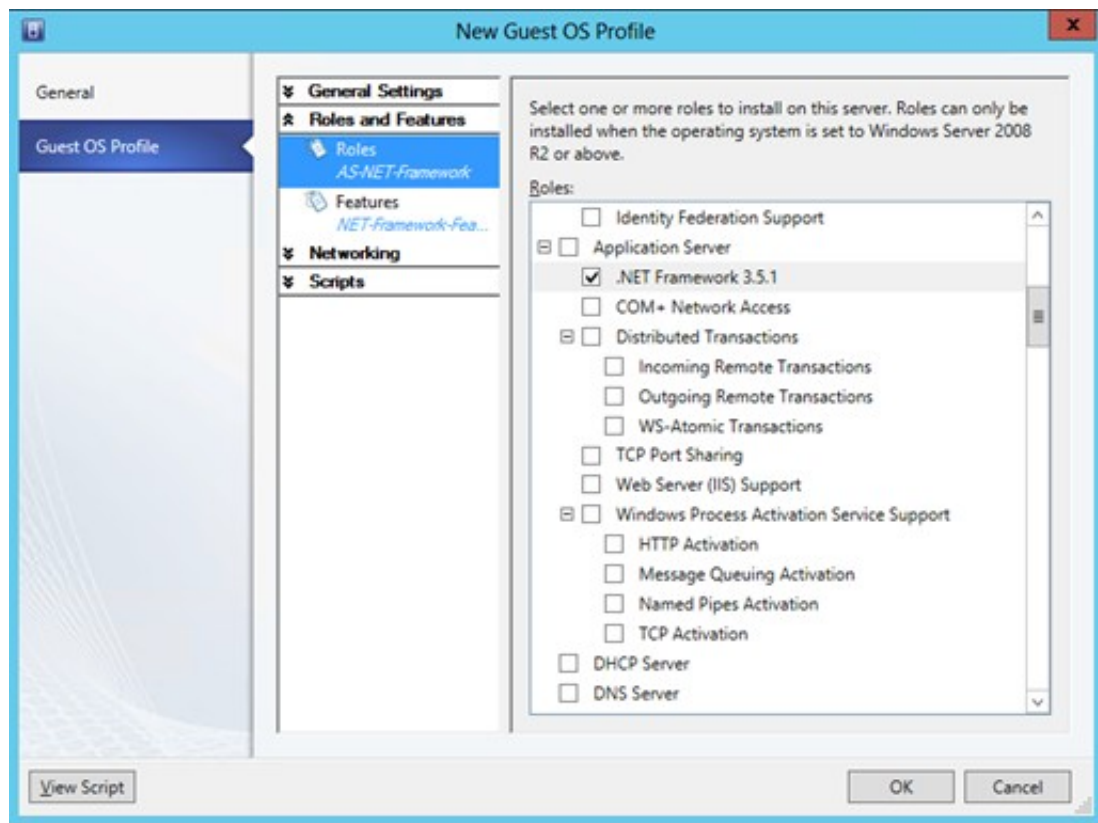 New Guest OS Profile
x
General
Guest OS Profile
General Settings
Roles and Features
Roles
AS-NET-Framework
Features
NET-Framework-Fea...
Networking
Scripts
Select one or more roles to install on this server. Roles can only be
installed when the operating system is set to Windows Server 2008
R2 or above.
Roles:
Identity Federation Support
Application Server
.NET Framework 3.5.1
COM+ Network Access
Distributed Transactions
Incoming Remote Transactions
Outgoing Remote Transactions
WS-Atomic Transactions
TCP Port Sharing
Web Server (IIS) Support
Windows Process Activation Service Support
HTTP Activation
Message Queuing Activation
Named Pipes Activation
TCP Activation
DHCP Server
DNS Server
View Script
OK
Cancel